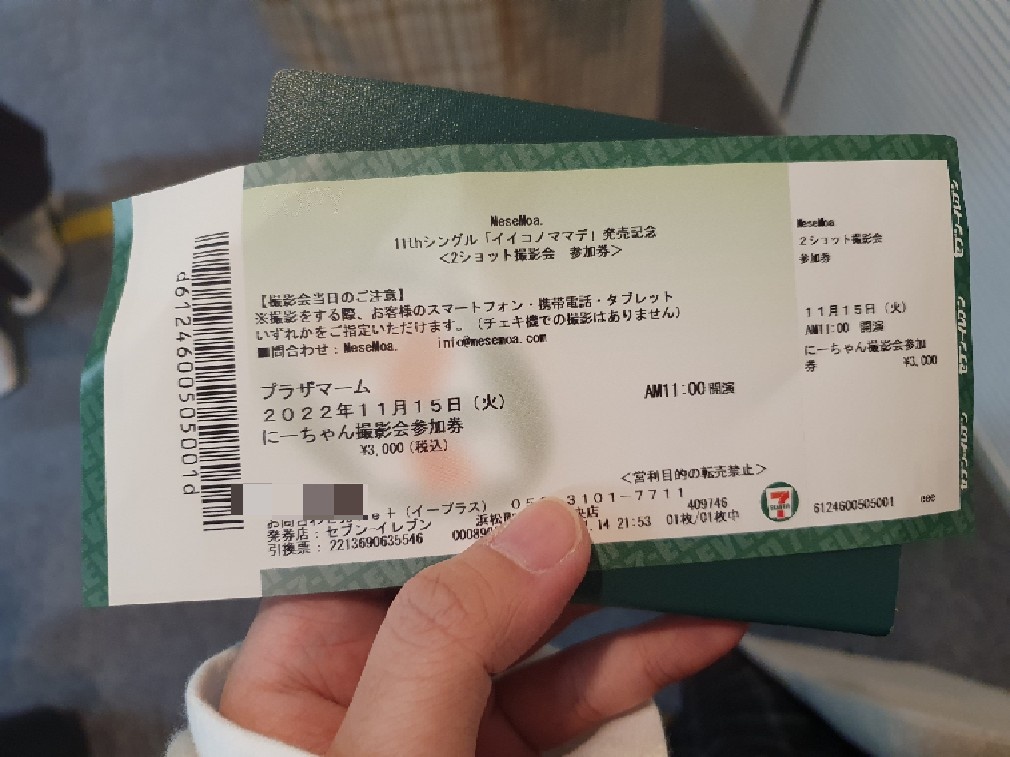 MeseMoa.
11thシングル「イイコノママデ」発売記念
<2ショット撮影会 参加券>
【撮影会当日のご注意】
※撮影をする際、お客様のスマートフォン・携帯電話・タブレット
いずれかをご指定いただけます。(チェキ機での撮影はありません)
■問合わせ:MeseMoa. info@mesemoa.com
プラザマーム
2022年11月15日(火)
AM11:00 開演
にーちゃん撮影会参加券
¥3,000(税込)
<営利目的の転売禁止>
(イープラス) 3101-7711
発券店:セブン-イレブン
引換票:2213690635546
14 21:53
409746
01枚/01枚中
d6124600505001d
MeseMoa
2ショット撮影会
参加券
11月15日(火)
AM11:00 開演
にーちゃん撮影会参加
券
¥3,000
6124600505001